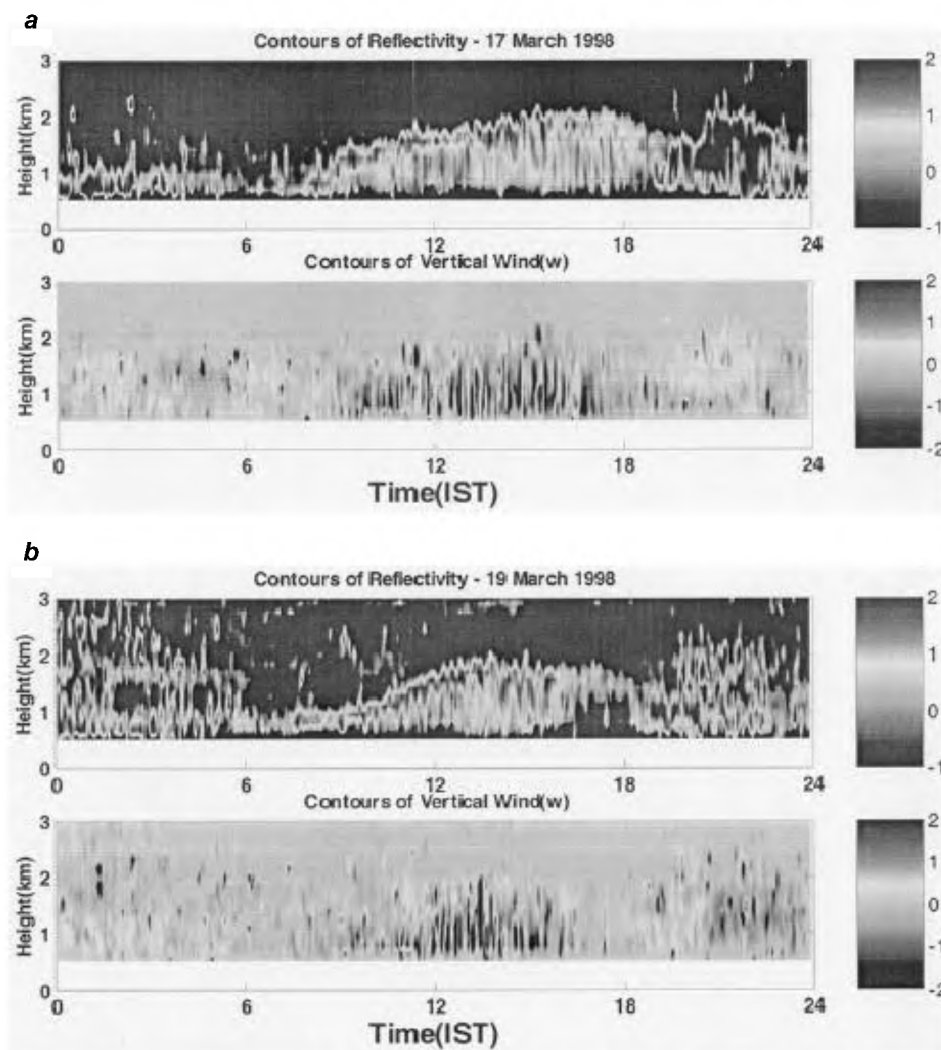 a
Contours of Reflectivity - 17 March 1998
Height(km)
3
2
1
0
0 6 12 18 24
2
1
0
-1
Contours of Vertical Wind(w)
Height(km)
3
2
1
0
0 6 12 18 24
2
1
0
-1
-2
Time(IST)
b
Contours of Reflectivity - 19 March 1998
Height(km)
3
2
1
0
0 6 12 18 24
2
1
0
-1
Contours of Vertical Wind(w)
Height(km)
3
2
1
0
0 6 12 18 24
2
1
0
-1
-2
Time(IST)